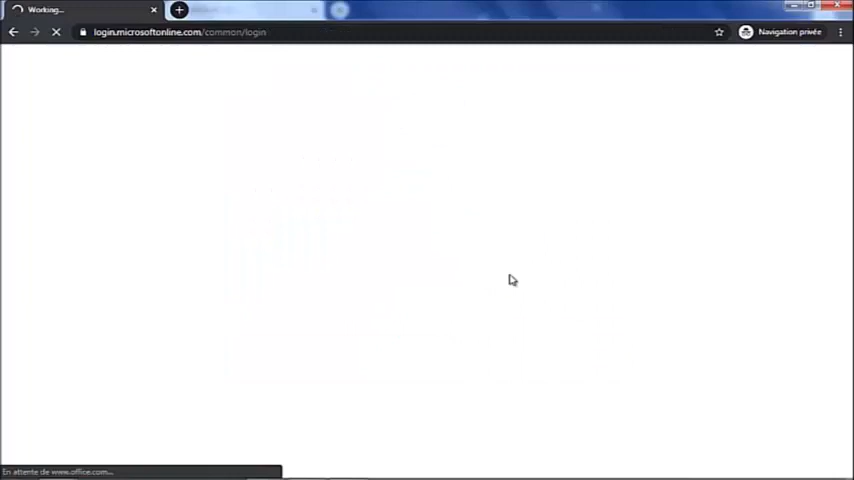 Working...
login.microsoftonline.com/common/login
Navigation privée
En attente de www.office.com...